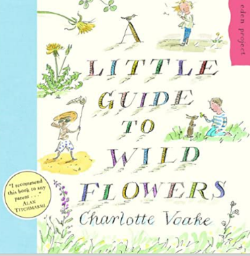 eden project
A
LITTLE
GUIDE
TO
WILD
FLOWERS
Charlotte Voake
"I recommend
this book to any
parent . . . "
ALAN
TITCHMARSH